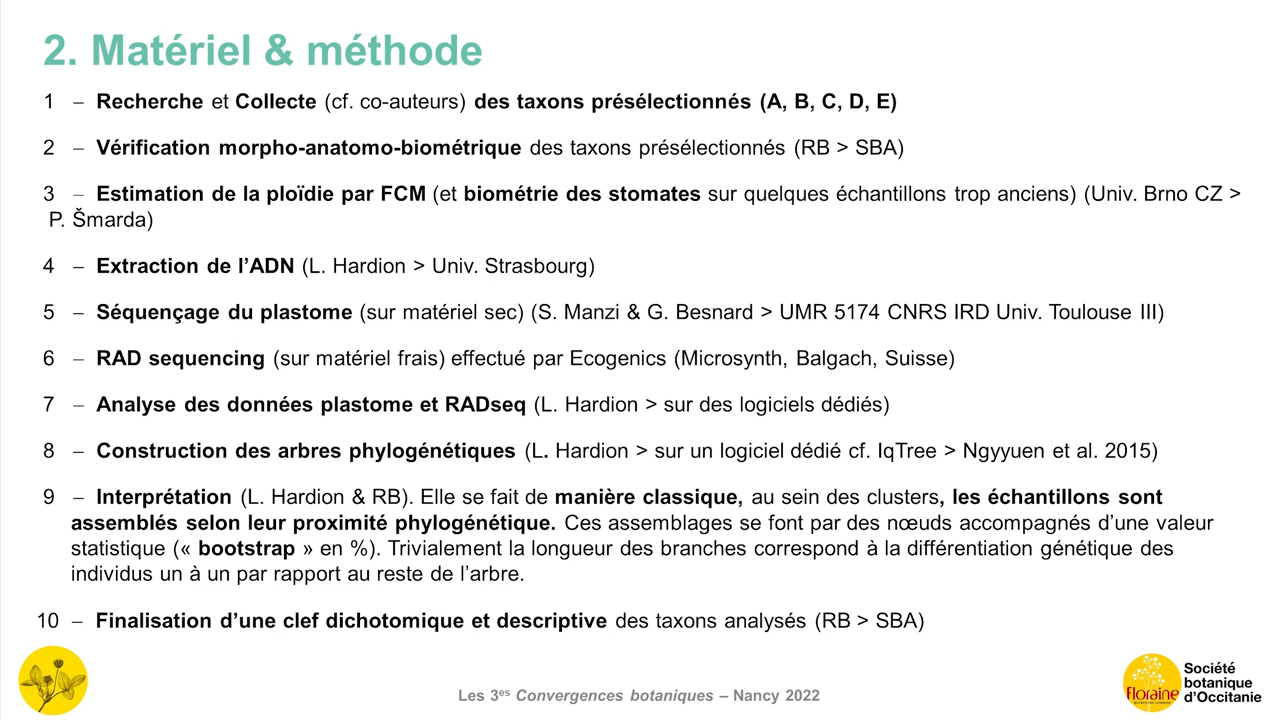 2. Matériel & méthode
1 – Recherche et Collecte (cf. co-auteurs) des taxons présélectionnés (A, B, C, D, E)
2 – Vérification morpho-anatomo-biométrique des taxons présélectionnés (RB > SBA)
3 – Estimation de la ploïdie par FCM (et biométrie des stomates sur quelques échantillons trop anciens) (Univ. Brno CZ >
P. Šmarda)
4 – Extraction de l’ADN (L. Hardion > Univ. Strasbourg)
5 – Séquençage du plastome (sur matériel sec) (S. Manzi & G. Besnard > UMR 5174 CNRS IRD Univ. Toulouse III)
6 – RAD sequencing (sur matériel frais) effectué par Ecogenics (Microsynth, Balgach, Suisse)
7 – Analyse des données plastome et RADseq (L. Hardion > sur des logiciels dédiés)
8 – Construction des arbres phylogénétiques (L. Hardion > sur un logiciel dédié cf. IqTree > Ngyyuen et al. 2015)
9 – Interprétation (L. Hardion & RB). Elle se fait de manière classique, au sein des clusters, les échantillons sont
assemblés selon leur proximité phylogénétique. Ces assemblages se font par des nœuds accompagnés d’une valeur
statistique (« bootstrap » en %). Trivialement la longueur des branches correspond à la différentiation génétique des
individus un à un par rapport au reste de l’arbre.
10 – Finalisation d’une clef dichotomique et descriptive des taxons analysés (RB > SBA)
Les 3es Convergences botaniques – Nancy 2022
Floraine
Société
botanique
d’Occitanie